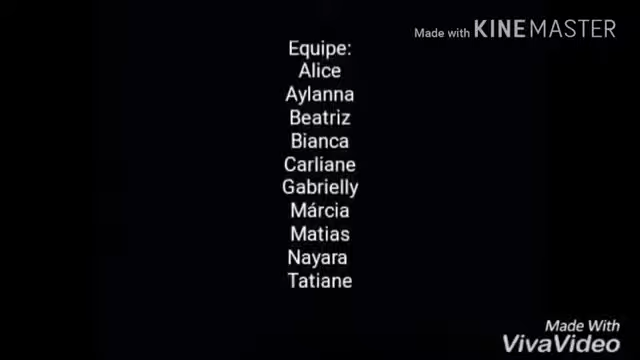 Made with KINEMASTER
Equipe:
Alice
Aylanna
Beatriz
Bianca
Carliane
Gabrielly
Márcia
Matias
Nayara
Tatiane
Made With
VivaVideo